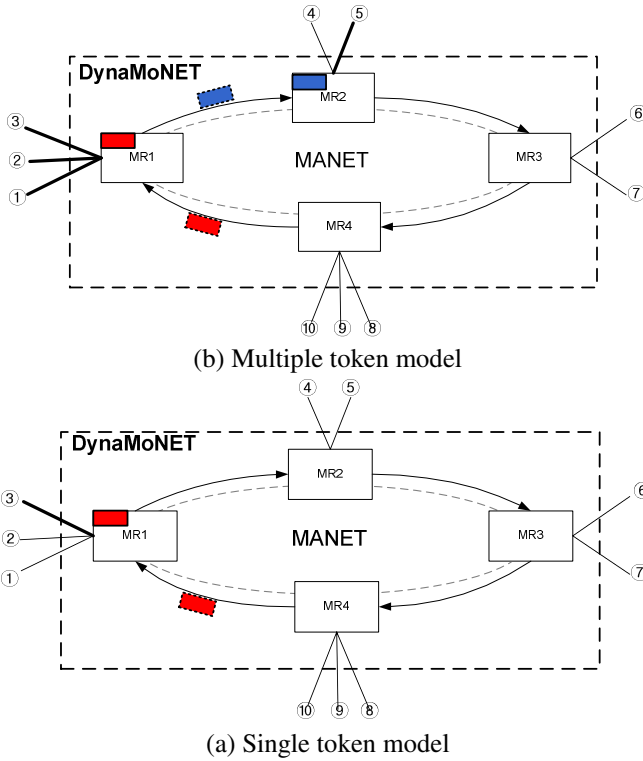 ④ ⑤
DynaMoNET
MR2
③
②
①
MR1
MANET
MR3
⑥
⑦
MR4
⑩ ⑨ ⑧
(b) Multiple token model
④ ⑤
DynaMoNET
MR2
③
②
①
MR1
MANET
MR3
⑥
⑦
MR4
⑩ ⑨ ⑧
(a) Single token model